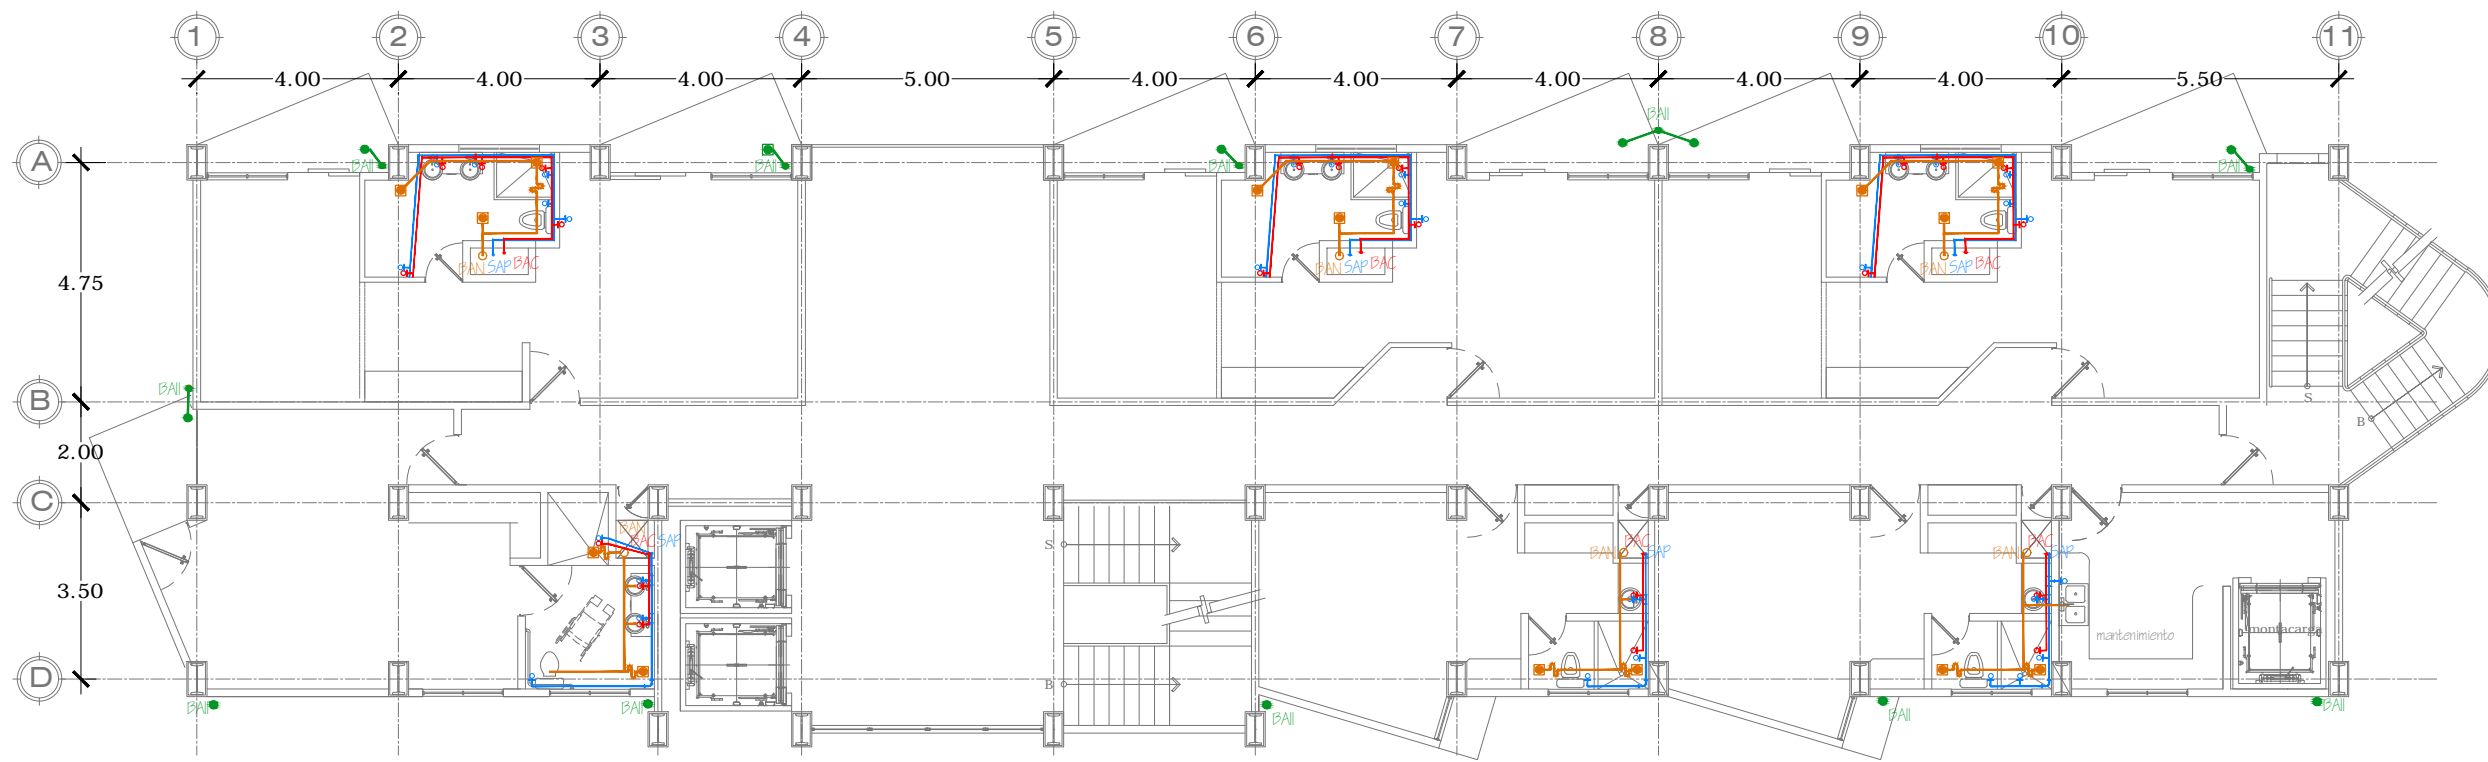 1 2 3 4 5 6 7 8 9 10 11
4.00 4.00 4.00 5.00 4.00 4.00 4.00 4.00 4.00 5.50
BAll
A
BAll BAll BAll BAll
4.75
BAN SAP BAC BAN SAP BAC BAN SAP BAC
BAll
B
S
B
2.00
C
BAN
BAC SAP
S
BAC BAC
BAN SAP BAN SAP
3.50
montacarga
mantenimiento
D
B
BAll BAll BAll BAll BAll